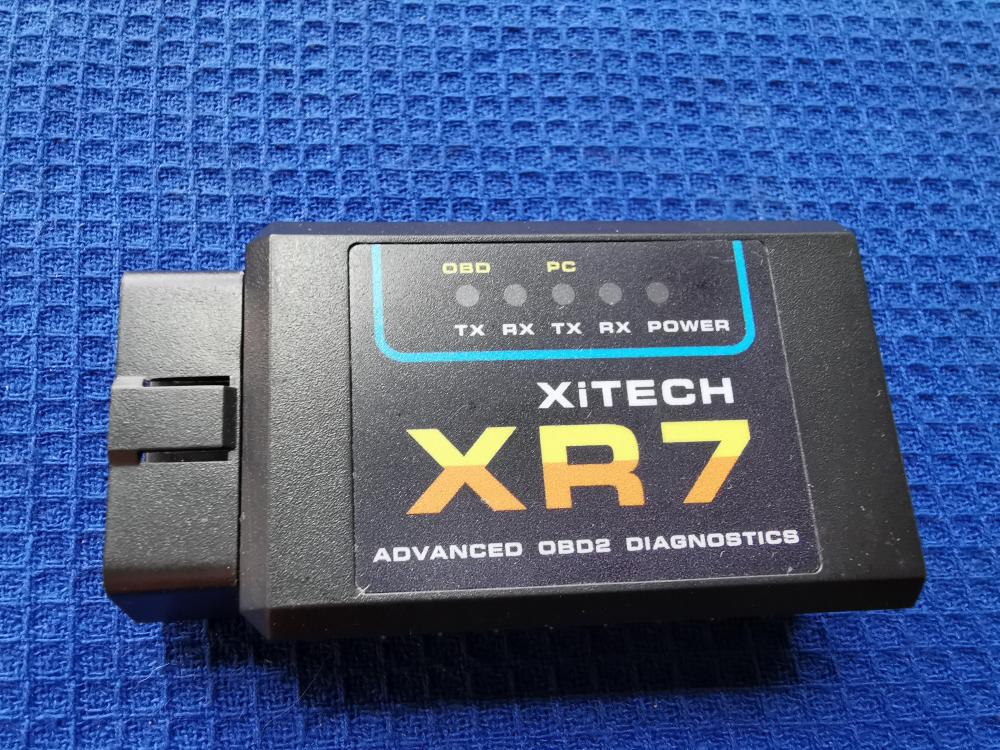 OBD PC
TX RX TX RX POWER
XiTECH
XR7
ADVANCED OBD2 DIAGNOSTICS